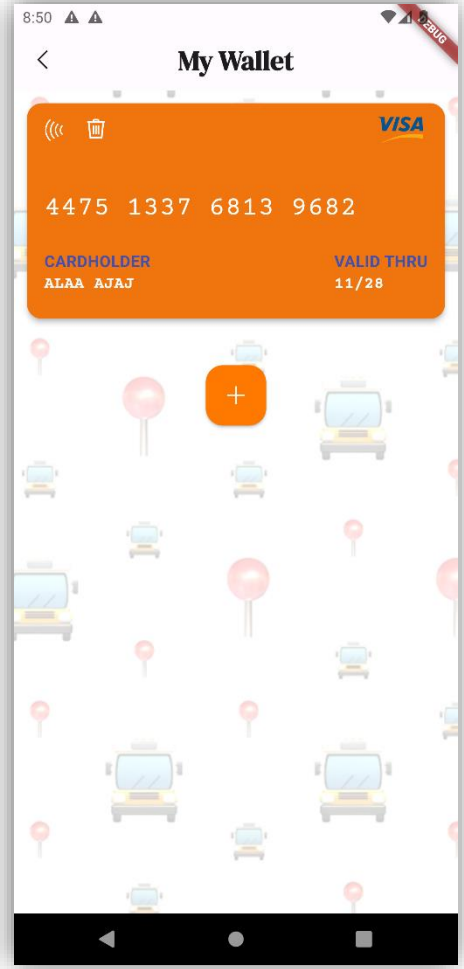 8:50
DEBUG
My Wallet
VISA
4475 1337 6813 9682
CARDHOLDER VALID THRU
ALAA AJAJ 11/28